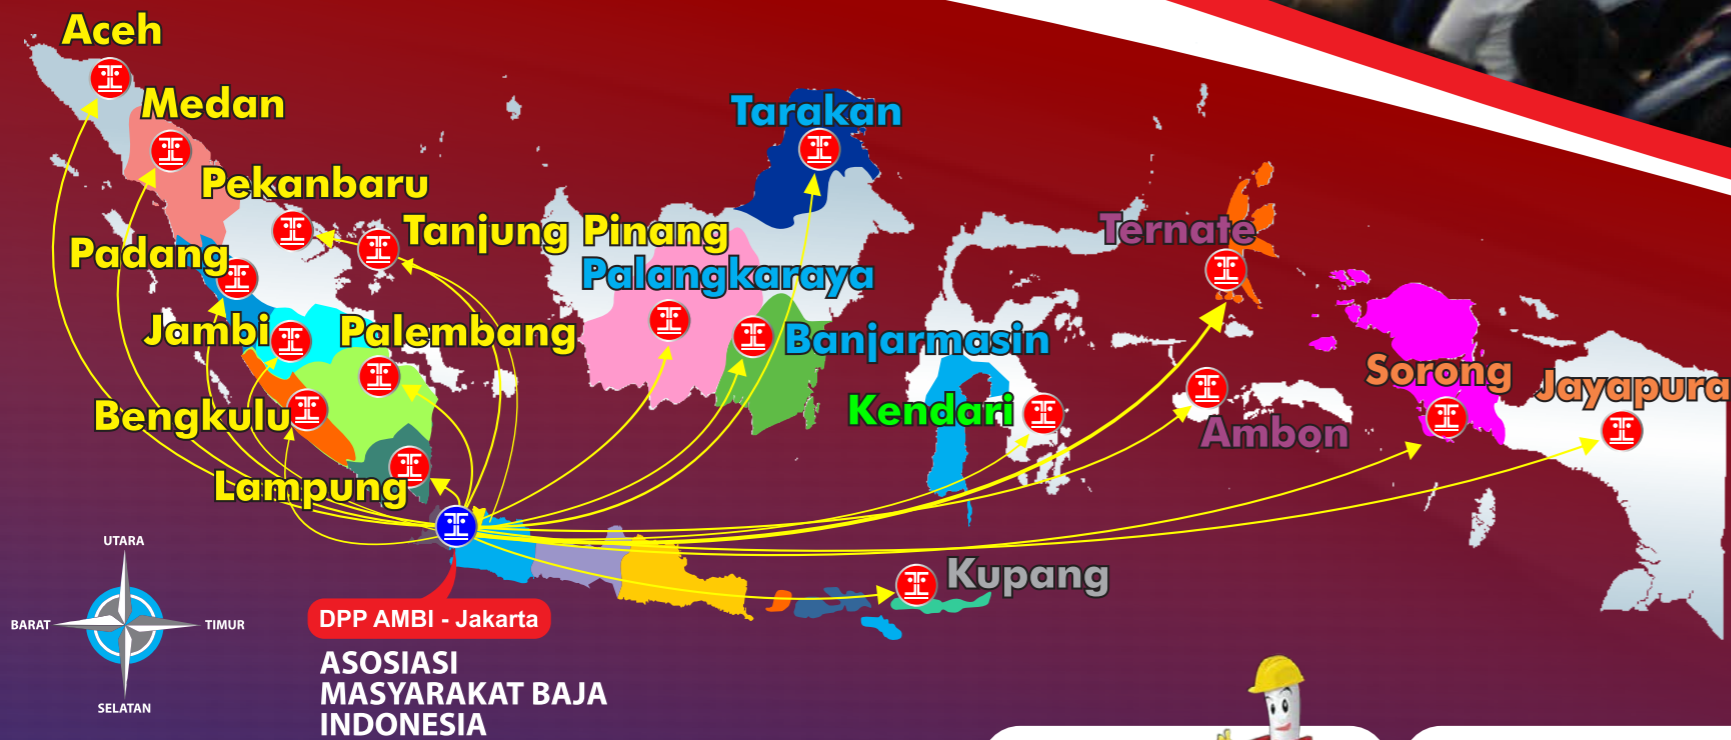 Aceh
Medan
Tarakan
Pekanbaru
Tanjung Pinang
Ternate
Padang
Palangkaraya
Jambi
Palembang
Banjarmasin
Sorong
Jayapura
Bengkulu
Kendari
Ambon
Lampung
UTARA
Kupang
DPP AMBI - Jakarta
BARAT
TIMUR
ASOSIASI
MASYARAKAT BAJA
INDONESIA
SELATAN